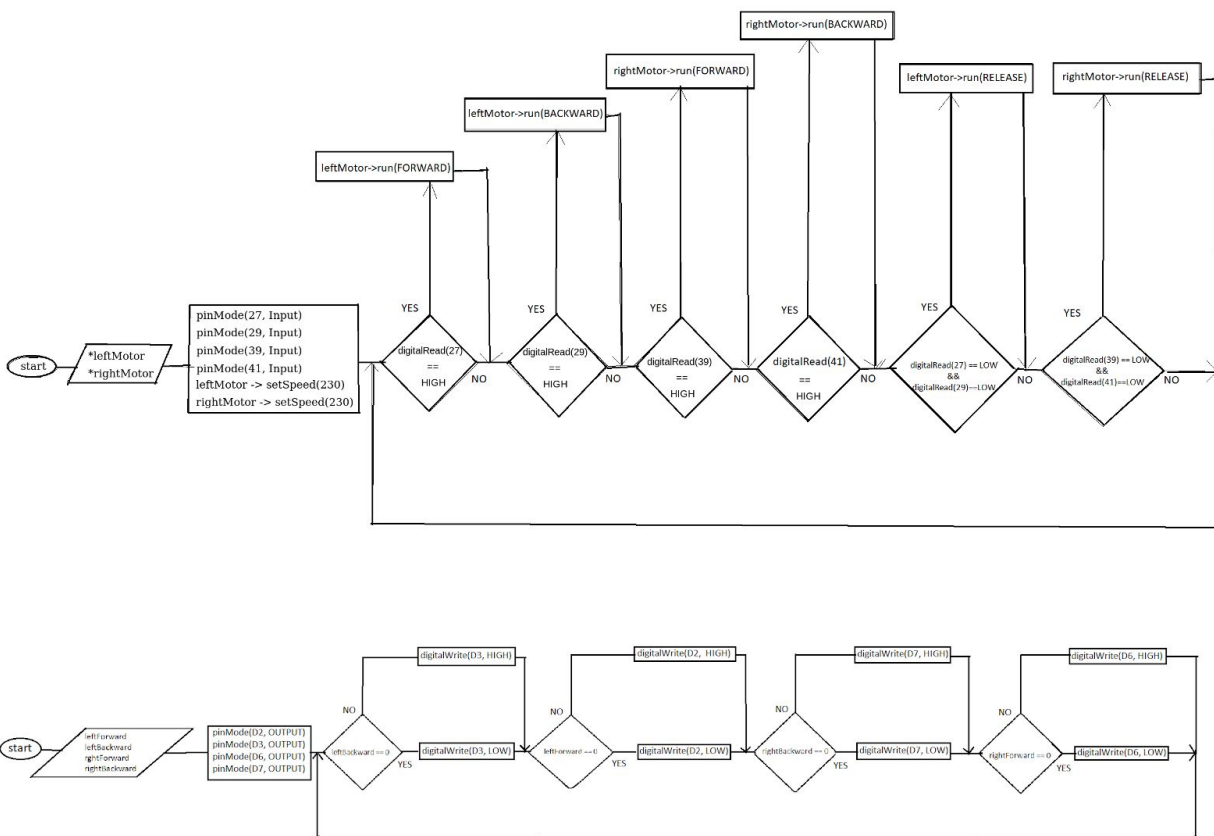 rightMotor->run(BACKWARD)
rightMotor->run(FORWARD)
leftMotor->run(RELEASE)
rightMotor->run(RELEASE)
leftMotor->run(BACKWARD)
leftMotor->run(FORWARD)
start
*leftMotor
*rightMotor
pinMode(27, Input)
pinMode(29, Input)
pinMode(39, Input)
pinMode(41, Input)
leftMotor -> setSpeed(230)
rightMotor -> setSpeed(230)
YES
digitalRead(27)
==
HIGH
NO
YES
digitalRead(29)
==
HIGH
NO
YES
digitalRead(39)
==
HIGH
NO
YES
digitalRead(41)
==
HIGH
NO
YES
digitalRead(27) == LOW
&&
digitalRead(29)==LOW
NO
YES
digitalRead(39) == LOW
&&
digitalRead(41)==LOW
NO
start
leftForward
leftBackward
rghtForward
rightBackward
pinMode(D2, OUTPUT)
pinMode(D3, OUTPUT)
pinMode(D6, OUTPUT)
pinMode(D7, OUTPUT)
NO
leftBackward == 0
YES
digitalWrite(D3, HIGH)
digitalWrite(D3, LOW)
NO
leftForward == 0
YES
digitalWrite(D2, HIGH)
digitalWrite(D2, LOW)
NO
rightBackward == 0
YES
digitalWrite(D7, HIGH)
digitalWrite(D7, LOW)
NO
rightForward == 0
YES
digitalWrite(D6, HIGH)
digitalWrite(D6, LOW)